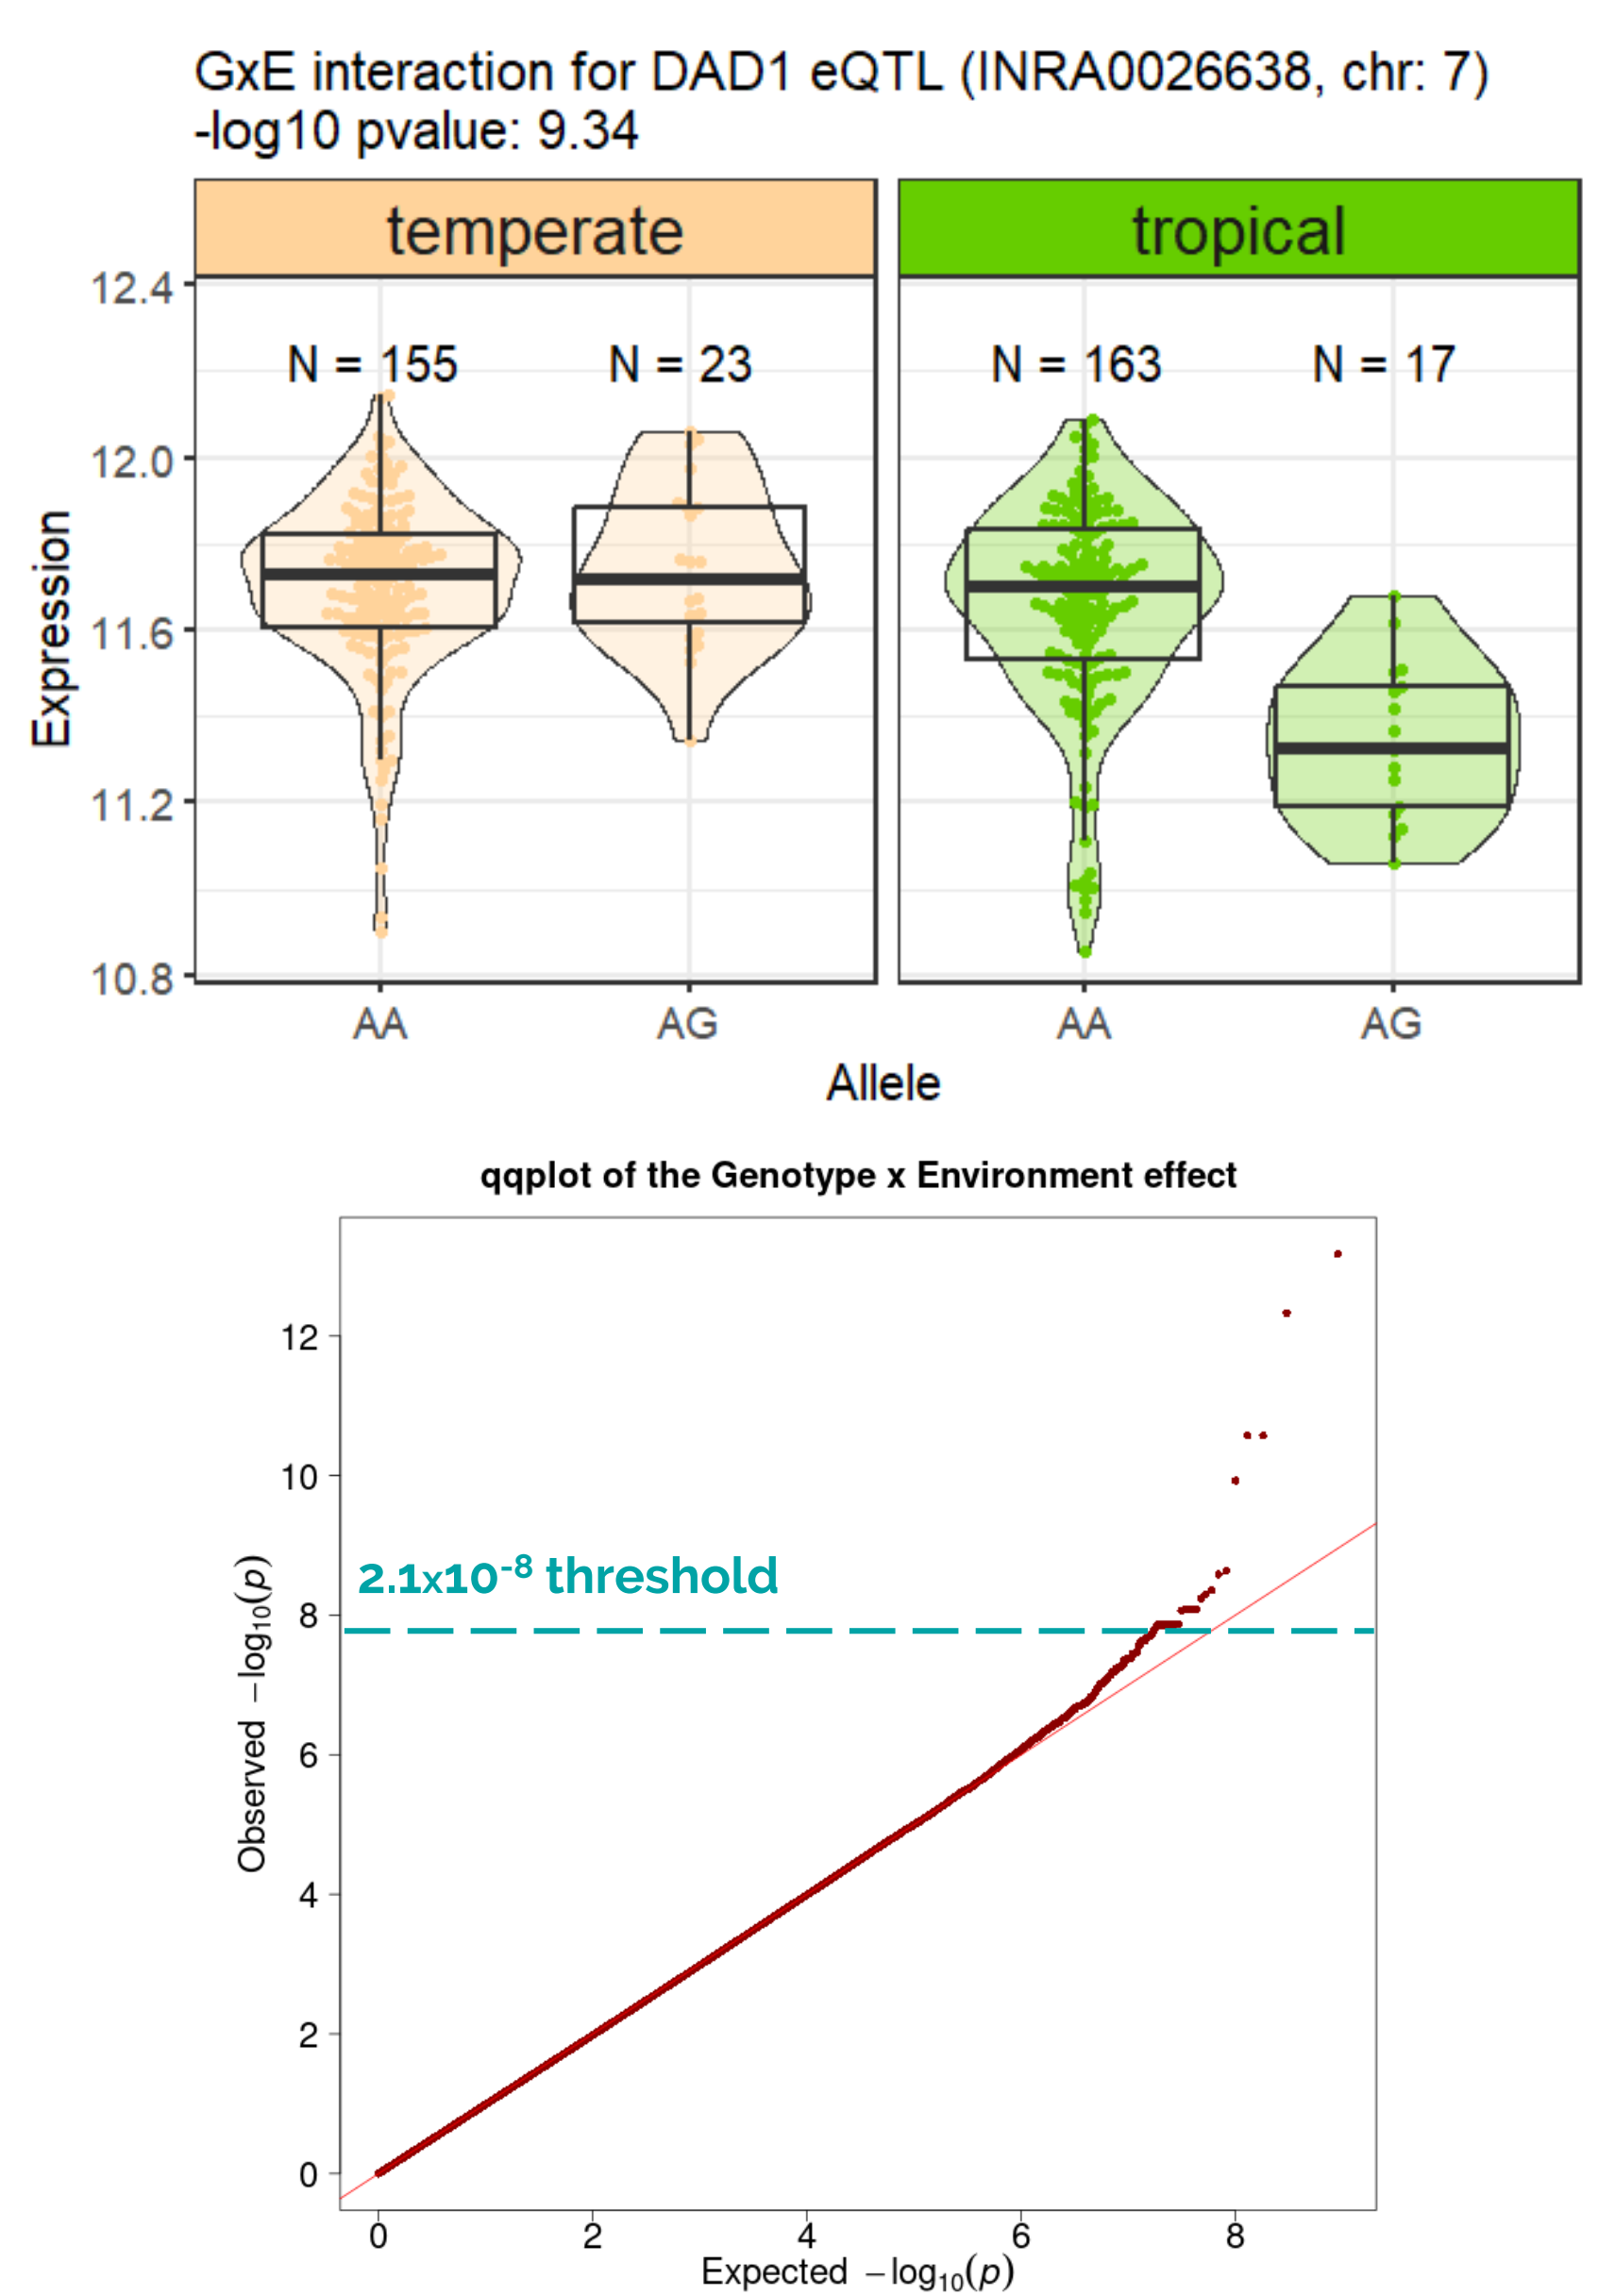 GxE interaction for DAD1 eQTL (INRA0026638, chr: 7)
-log10 pvalue: 9.34
temperate
tropical
12.4
12.0
11.6
11.2
10.8
Expression
N = 155
N = 23
N = 163
N = 17
AA
AG
AA
AG
Allele
qqplot of the Genotype x Environment effect
12
10
8
6
4
2
0
Observed −log₁₀(p)
2.1x10⁻⁸ threshold
0
2
4
6
8
Expected −log₁₀(p)